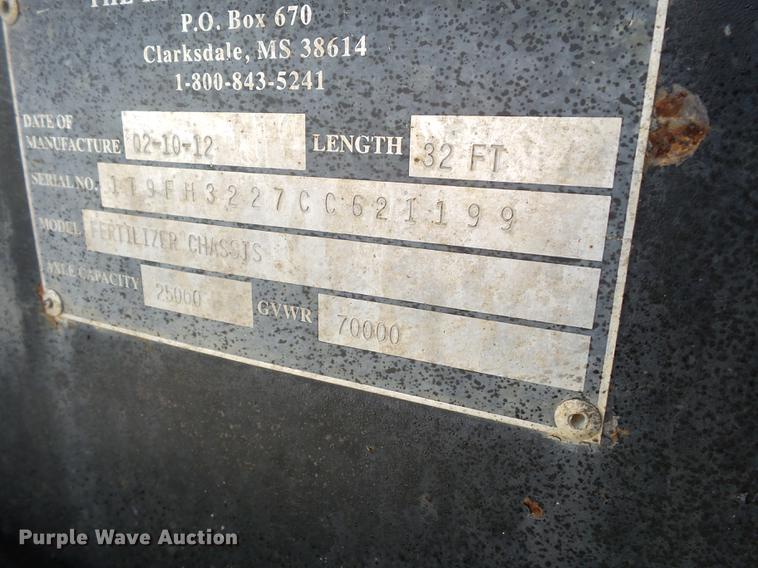 P.O. Box 670
Clarksdale, MS 38614
1-800-843-5241
DATE OF MANUFACTURE 02-10-12 LENGTH 32 FT
SERIAL NO. 1T9FH3227CC621199
MODEL FERTILIZER CHASSIS
AXLE CAPACITY 25000 GVWR 70000
Purple Wave Auction